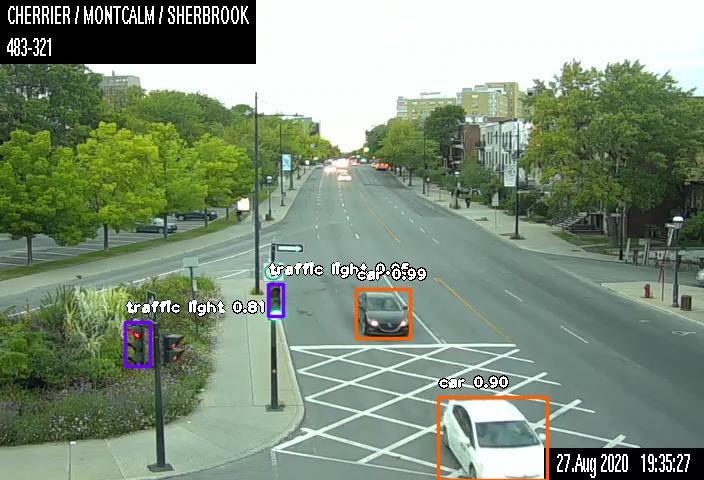 CHERRIER / MONTCALM / SHERBROOK
483-321
traffic light 0.85
car 0.99
traffic light 0.81
car 0.90
27.Aug 2020 19:35:27